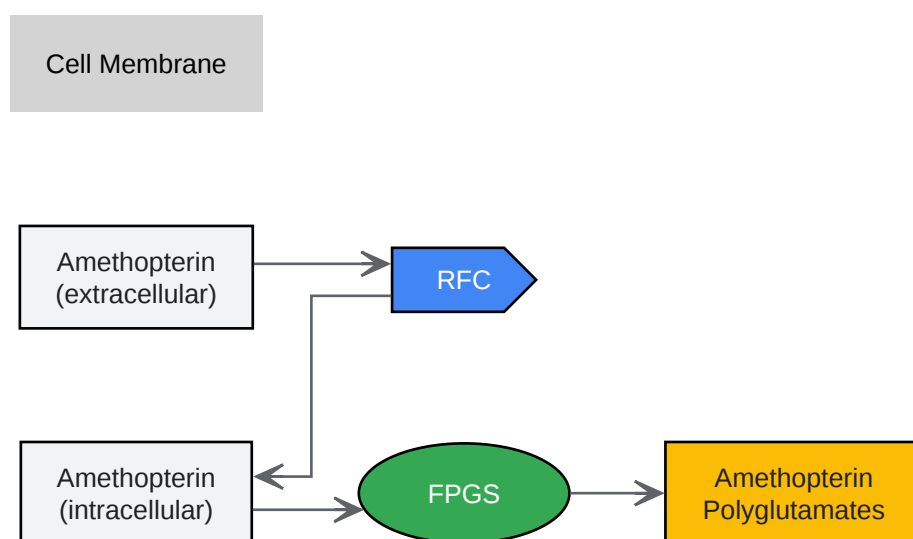 Cell Membrane
Amethopterin
(extracellular)
RFC
Amethopterin
(intracellular)
FPGS
Amethopterin
Polyglutamates